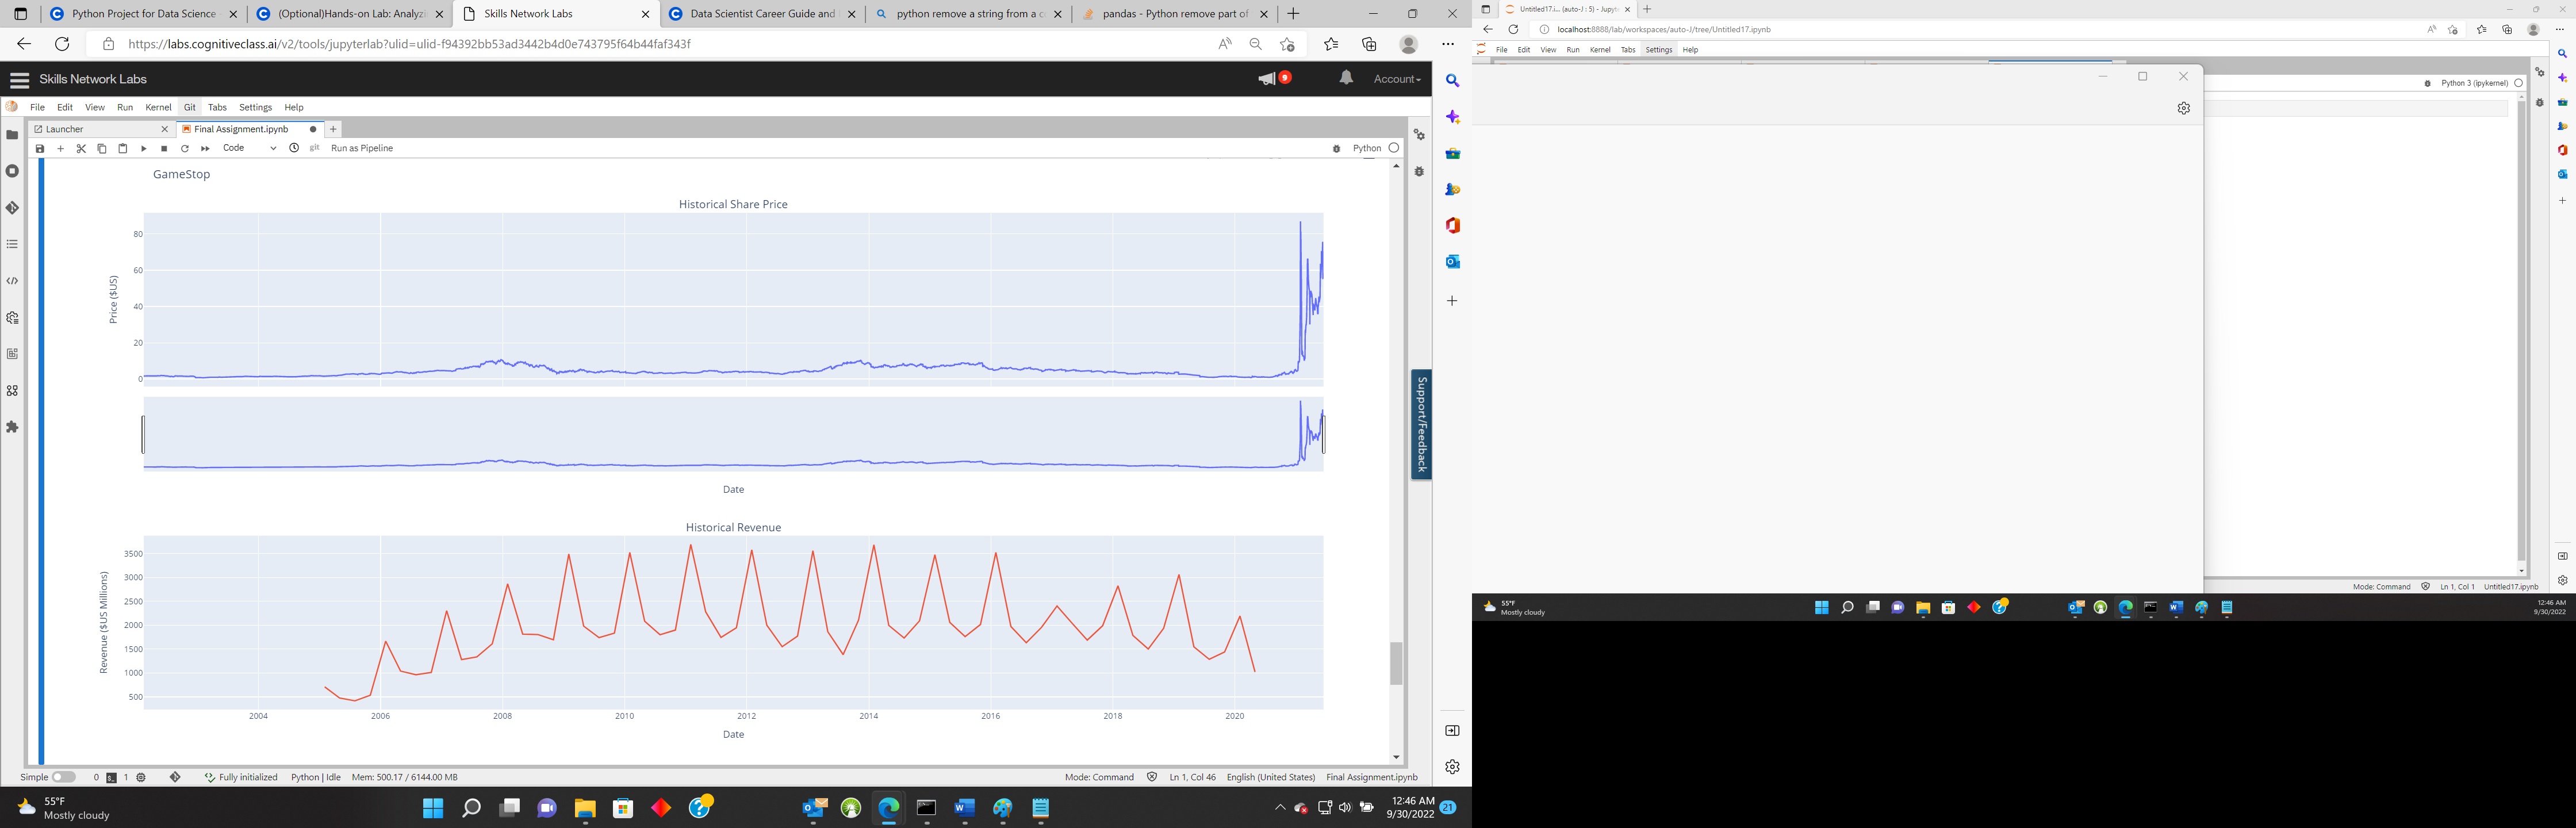 Python Project for Data Science
(Optional)Hands-on Lab: Analyzi
Skills Network Labs
Data Scientist Career Guide and
python remove a string from a c
pandas - Python remove part of
https://labs.cognitiveclass.ai/v2/tools/jupyterlab?ulid=ulid-f94392bb53ad3442b4d0e743795f64b44faf343f
Skills Network Labs
9
Account
File Edit View Run Kernel Git Tabs Settings Help
Launcher
Final Assignment.ipynb
Code
git
Run as Pipeline
Python
GameStop
Historical Share Price
Price ($US)
80
60
40
20
0
Date
Historical Revenue
Revenue ($US Millions)
3500
3000
2500
2000
1500
1000
500
2004 2006 2008 2010 2012 2014 2016 2018 2020
Date
Support/Feedback
Simple 0 1 Fully initialized Python | Idle Mem: 500.17 / 6144.00 MB
Mode: Command Ln 1, Col 46 English (United States) Final Assignment.ipynb
55°F
Mostly cloudy
12:46 AM
9/30/2022
21
Untitled17.i... (auto-J : 5) - Jupyt
localhost:8888/lab/workspaces/auto-J/tree/Untitled17.ipynb
File Edit View Run Kernel Tabs Settings Help
Python 3 (ipykernel)
Mode: Command Ln 1, Col 1 Untitled17.ipynb
55°F
Mostly cloudy
12:46 AM
9/30/2022